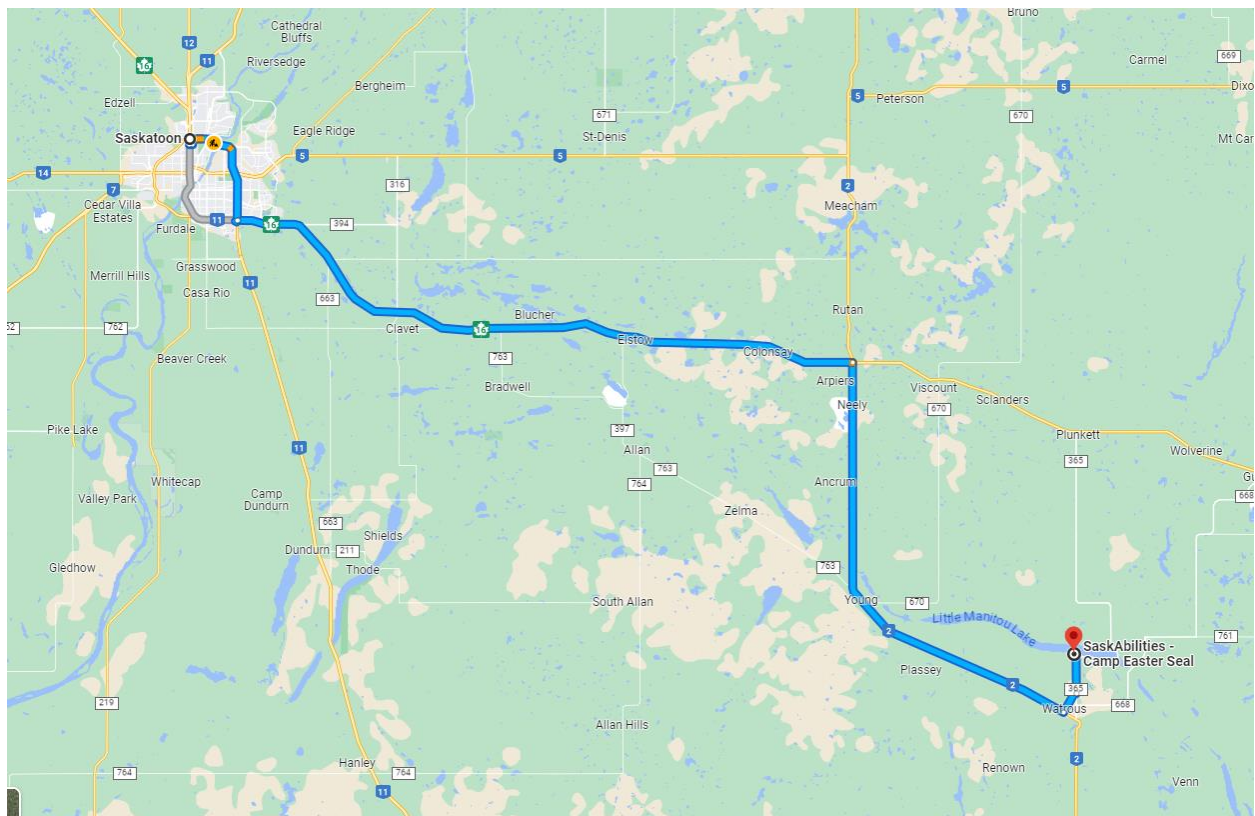 Bruno
Cathedral
Bluffs
12
11
Riversedge
16
Carmel
669
Bergheim
5
5
Peterson
Edzell
671
670
Saskatoon
Eagle Ridge
St-Denis
5
5
14
2
316
7
Meacham
Cedar Villa
Estates
11
16
394
Furdale
Grasswood
Merrill Hills
11
Casa Rio
663
Rutan
Blucher
762
Clavet
16
Elstow
Colonsay
763
Beaver Creek
Arpiers
Viscount
Bradwell
Neely
Sclanders
670
Pike Lake
397
Plunkett
11
Allan
Wolverine
365
763
Whitecap
764
Ancrum
Valley Park
Camp
Dundurn
668
Zelma
663
Shields
Dundurn
211
Gledhow
Thode
763
South Allan
Young
670
Little Manitou Lake
2
761
SaskAbilities -
Camp Easter Seal
Plassey
2
365
219
668
Watrous
Allan Hills
2
Hanley
764
764
Renown
Venn
11